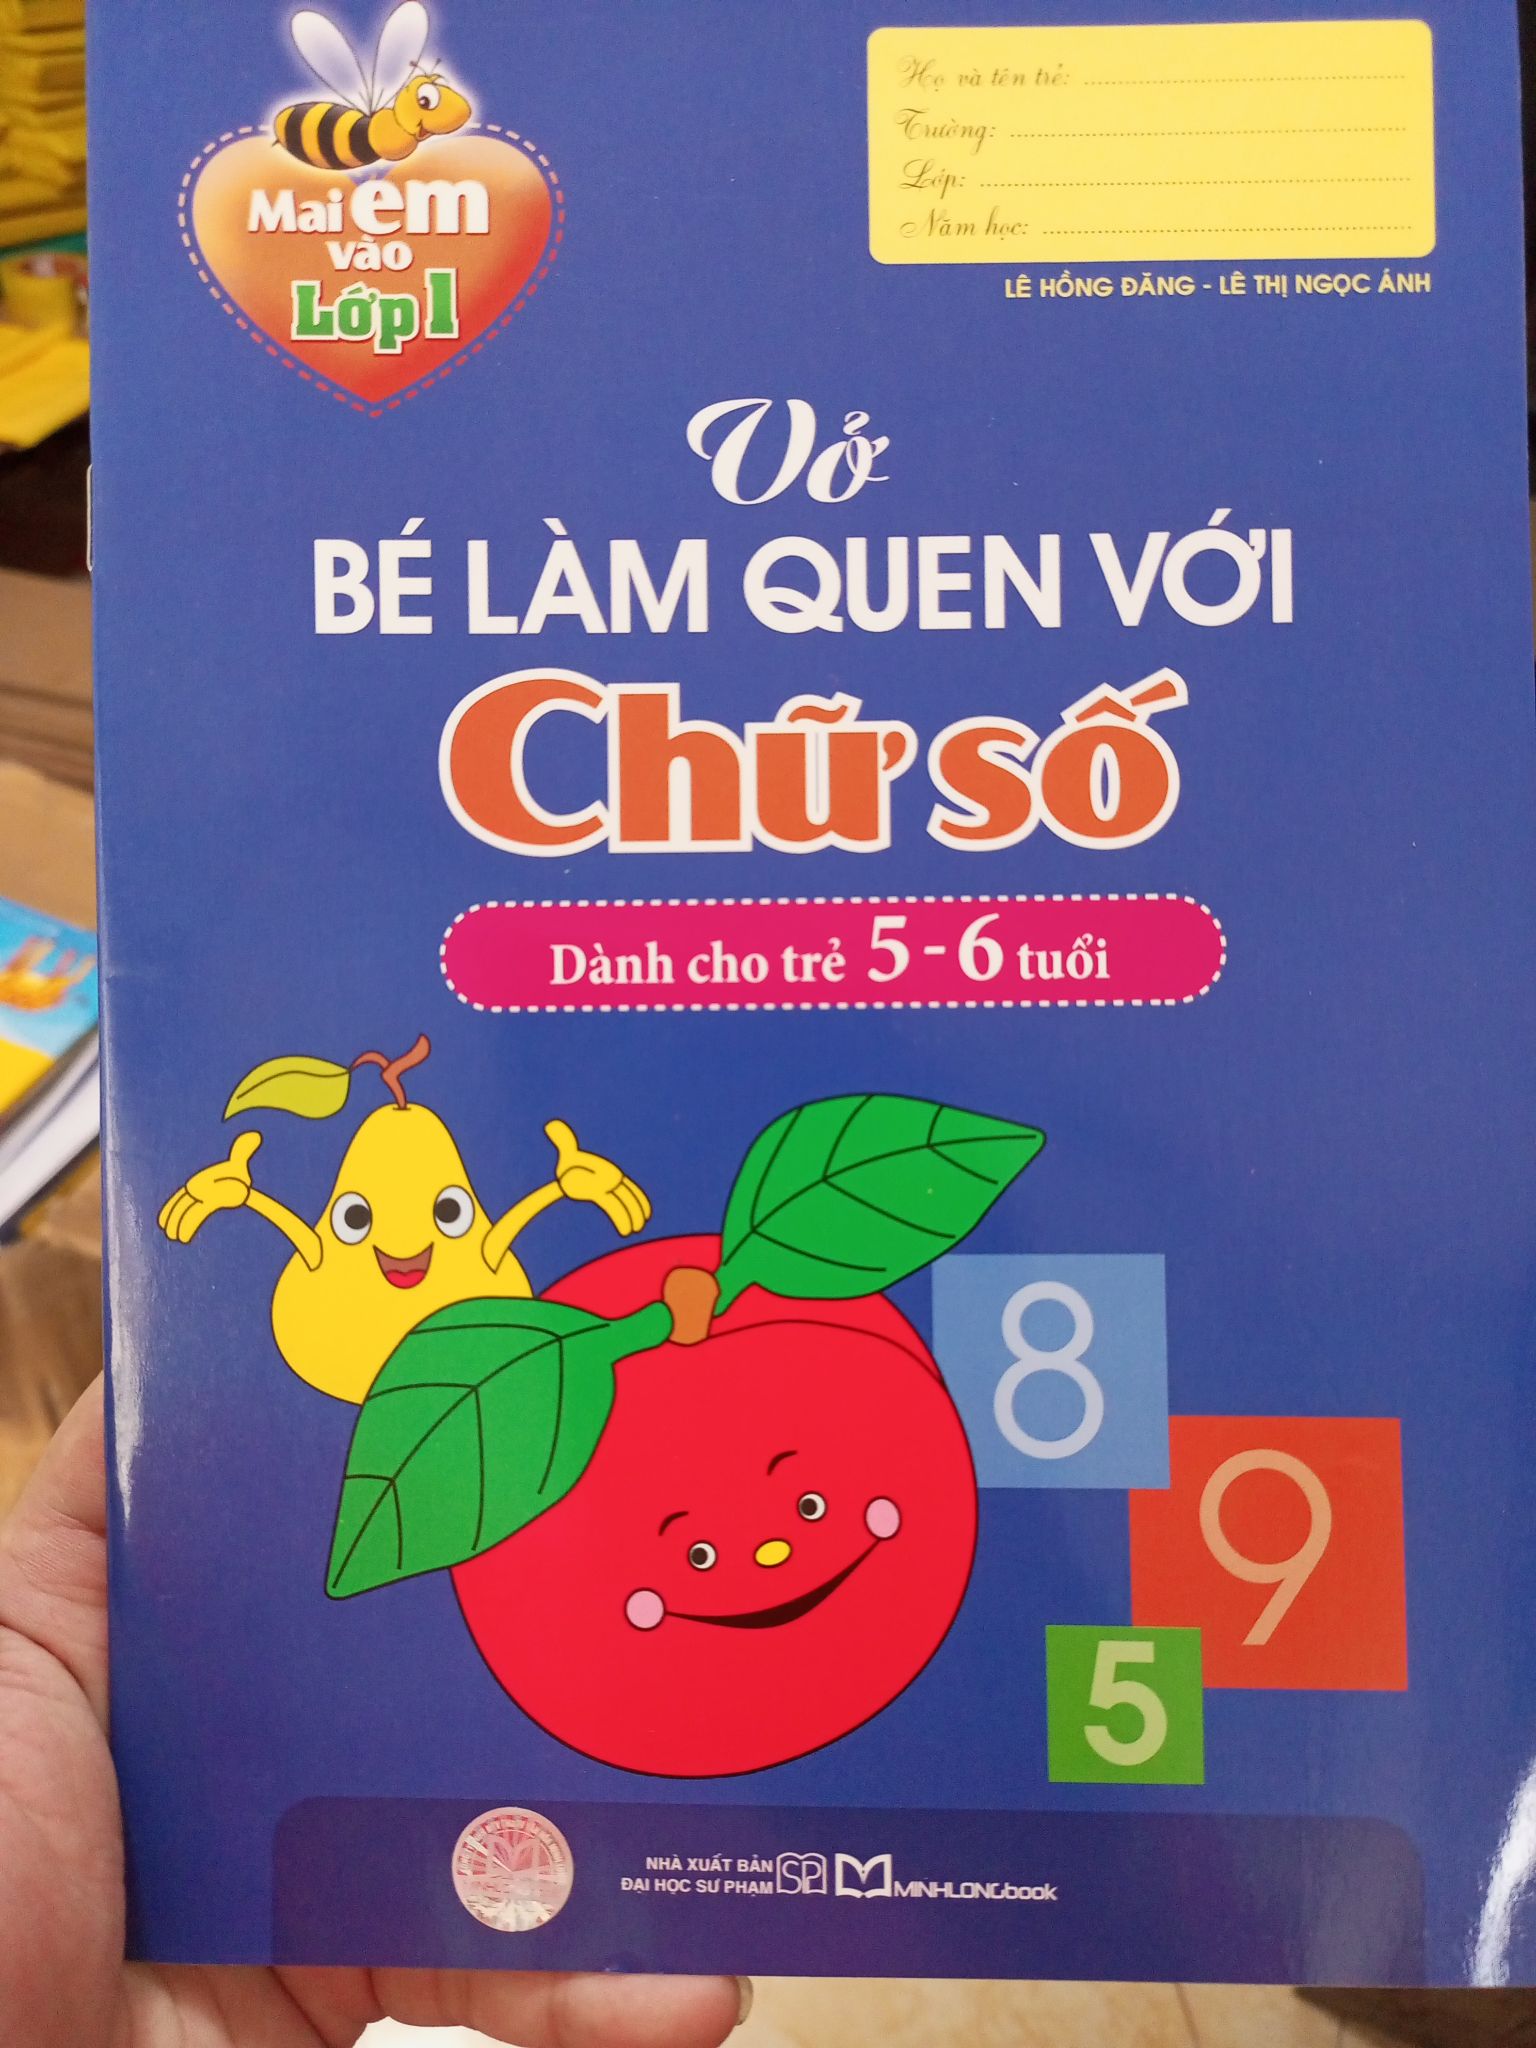 Mai em
vào
Lớp 1
Họ và tên trẻ:
Trường:
Lớp:
Năm học:
LÊ HỒNG ĐĂNG - LÊ THỊ NGỌC ÁNH
Vở
BÉ LÀM QUEN VỚI
Chữ số
Dành cho trẻ 5 - 6 tuổi
8
9
5
NHÀ XUẤT BẢN
ĐẠI HỌC SƯ PHẠM
SP
MINHLONGbook